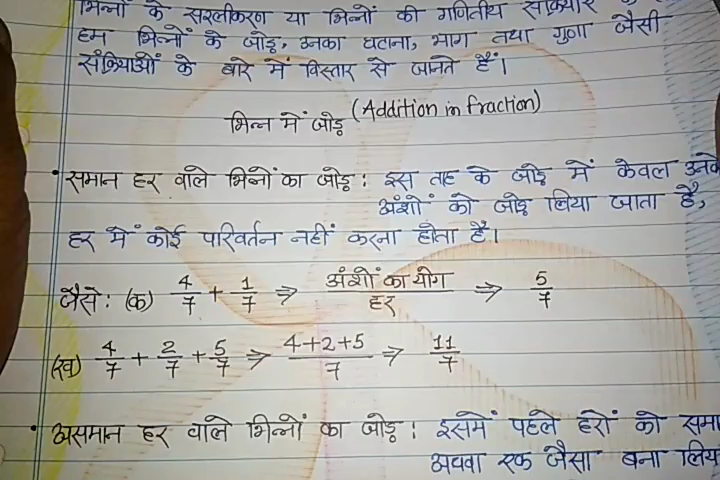 भिन्नों के सरलीकरण या भिन्नों की गणितीय संक्रियाएं
हम भिन्नों के जोड़, उनका घटाना, भाग तथा गुणा जैसी
संक्रियाओं के बारे में विस्तार से जानते हैं।
भिन्न में जोड़ (Addition in fraction)
• समान हर वाले भिन्नों का जोड़ : इस तरह के जोड़ में केवल उनके
अंशों को जोड़ लिया जाता है,
हर में कोई परिवर्तन नहीं करना होता है।
जैसे : (क) 4/7 + 1/7 ⇒ अंशों का योग/हर ⇒ 5/7
(ख) 4/7 + 2/7 + 5/7 ⇒ 4+2+5/7 ⇒ 11/7
• असमान हर वाले भिन्नों का जोड़ : इसमें पहले हरों को समा
अथवा एक जैसा बना लिय